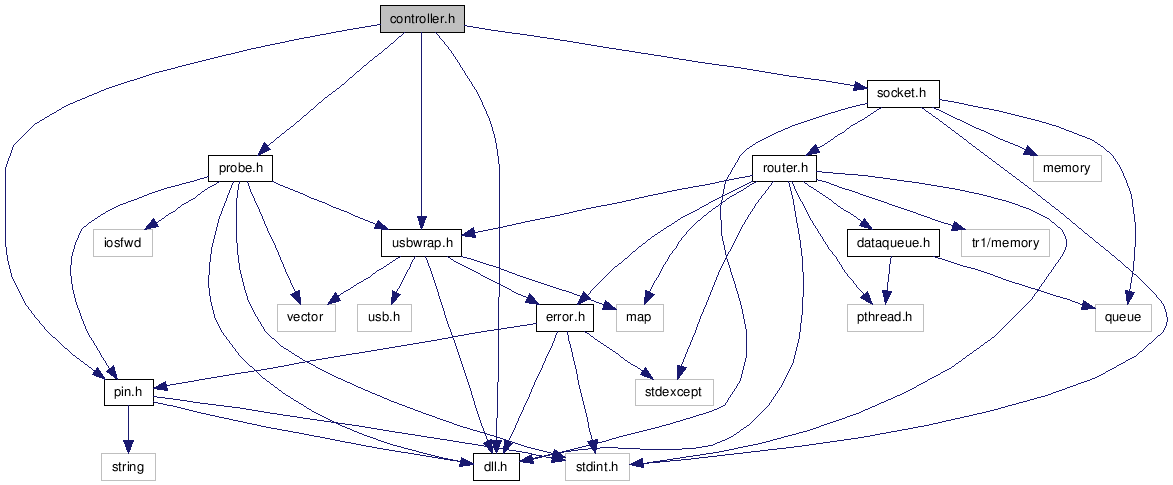 controller.h
socket.h
probe.h
router.h
memory
iosfwd
usbwrap.h
dataqueue.h
tr1/memory
vector
usb.h
error.h
map
pthread.h
queue
pin.h
stdexcept
string
dll.h
stdint.h